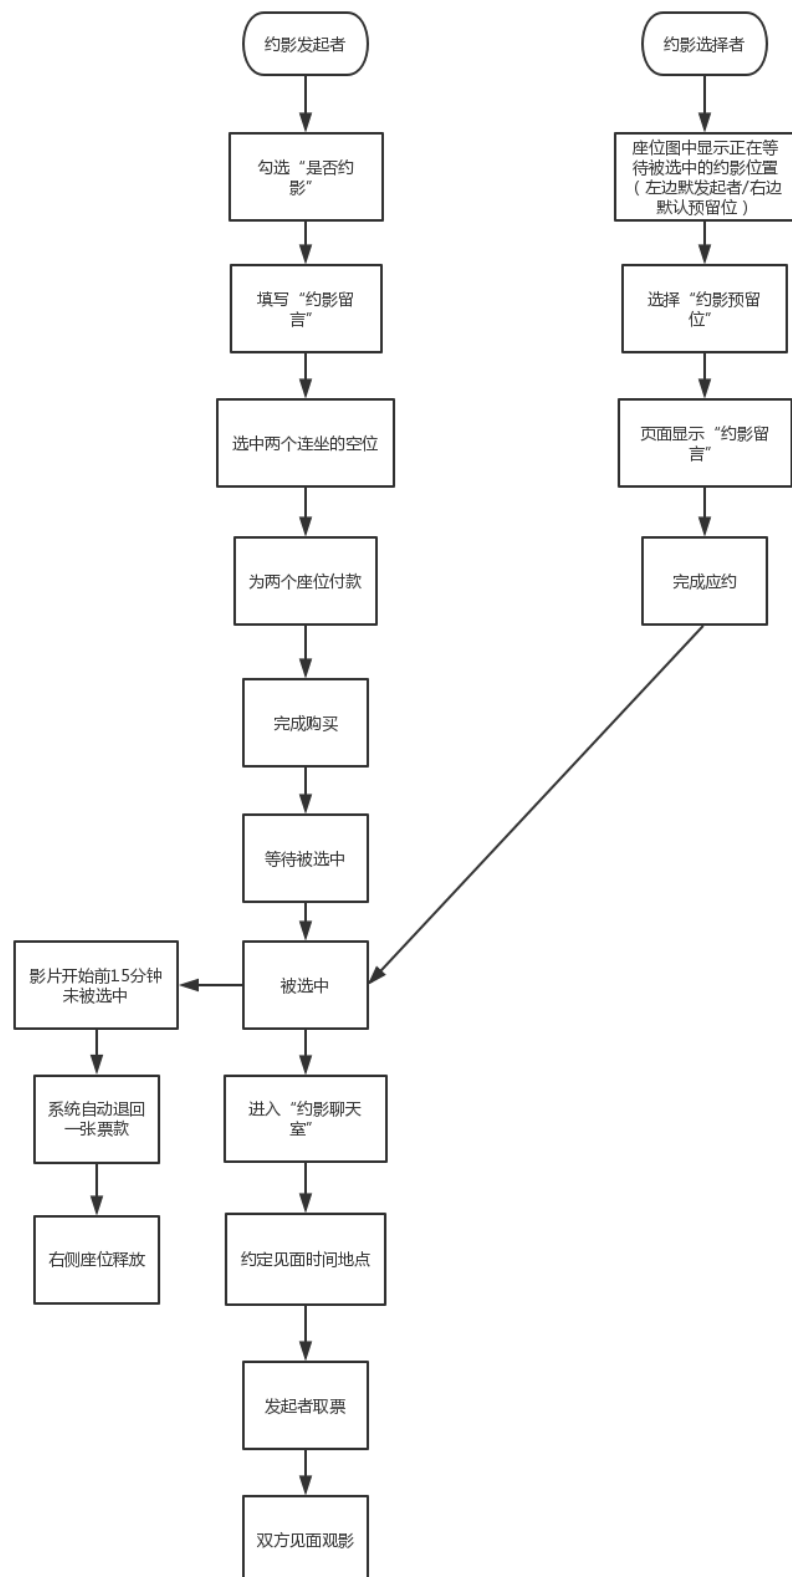 约影发起者
勾选“是否约
影”
填写“约影留
言”
选中两个连坐的空位
为两个座位付款
完成购买
等待被选中
被选中
影片开始前15分钟
未被选中
系统自动退回
一张票款
右侧座位释放
进入“约影聊天
室”
约定见面时间地点
发起者取票
双方见面观影
约影选择者
座位图中显示正在等
待被选中的约影位置
（左边默发起者/右边
默认预留位）
选择“约影预留
位”
页面显示“约影留
言”
完成应约